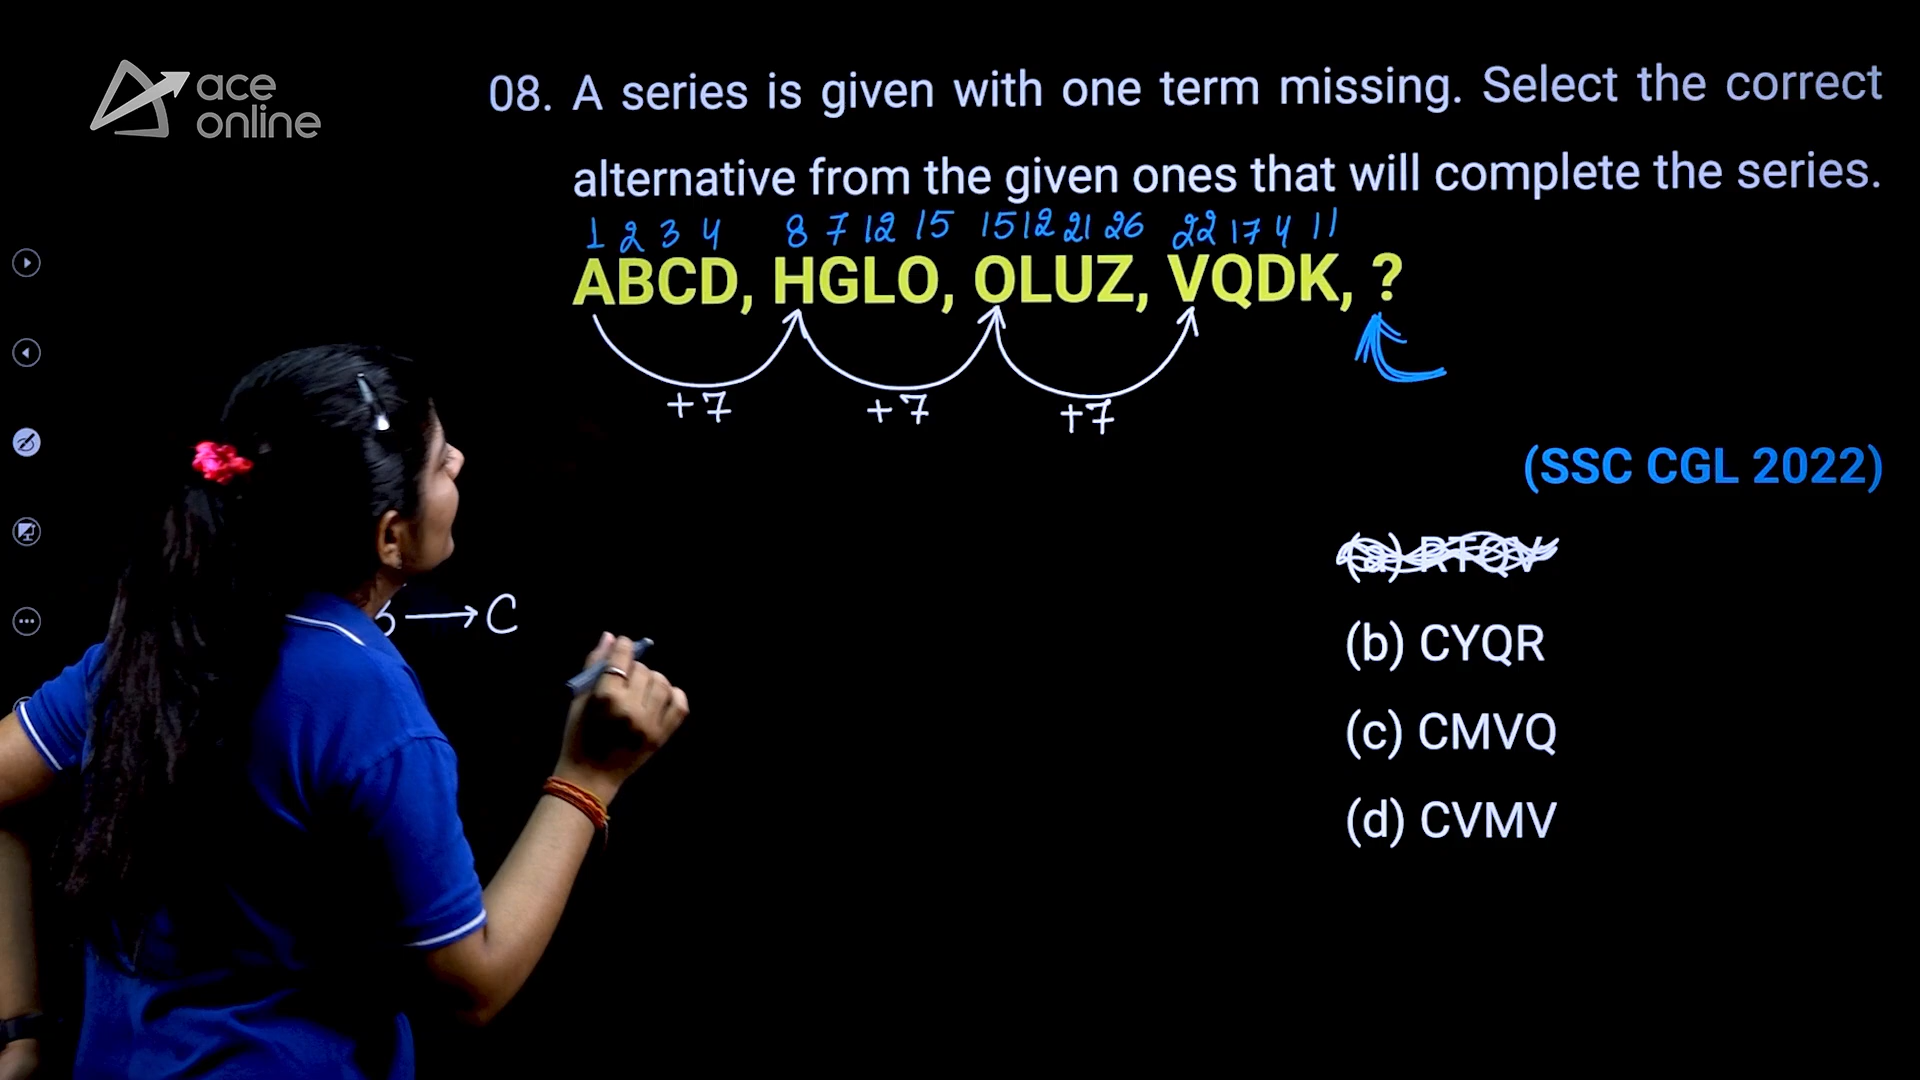 ace
online
08. A series is given with one term missing. Select the correct
alternative from the given ones that will complete the series.
1 2 3 4 8 7 12 15 15 12 21 26 22 17 4 11
ABCD, HGLO, OLUZ, VQDK, ?
+7 +7 +7
(SSC CGL 2022)
(a) RTQV
→ C
(b) CYQR
(c) CMVQ
(d) CVMV